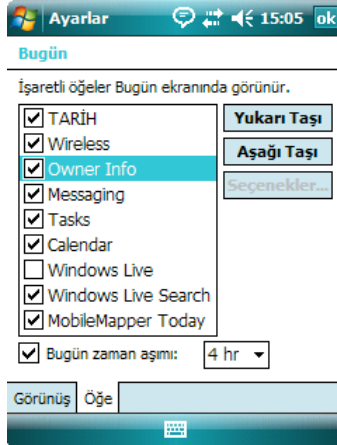 Ayarlar 15:05 ok
Bugün
İşaretli öğeler Bugün ekranında görünür.
TARİH
Wireless
Owner Info
Messaging
Tasks
Calendar
Windows Live
Windows Live Search
MobileMapper Today
Yukarı Taşı
Aşağı Taşı
Seçenekler...
Bugün zaman aşımı: 4 hr
Görünüş Öğe